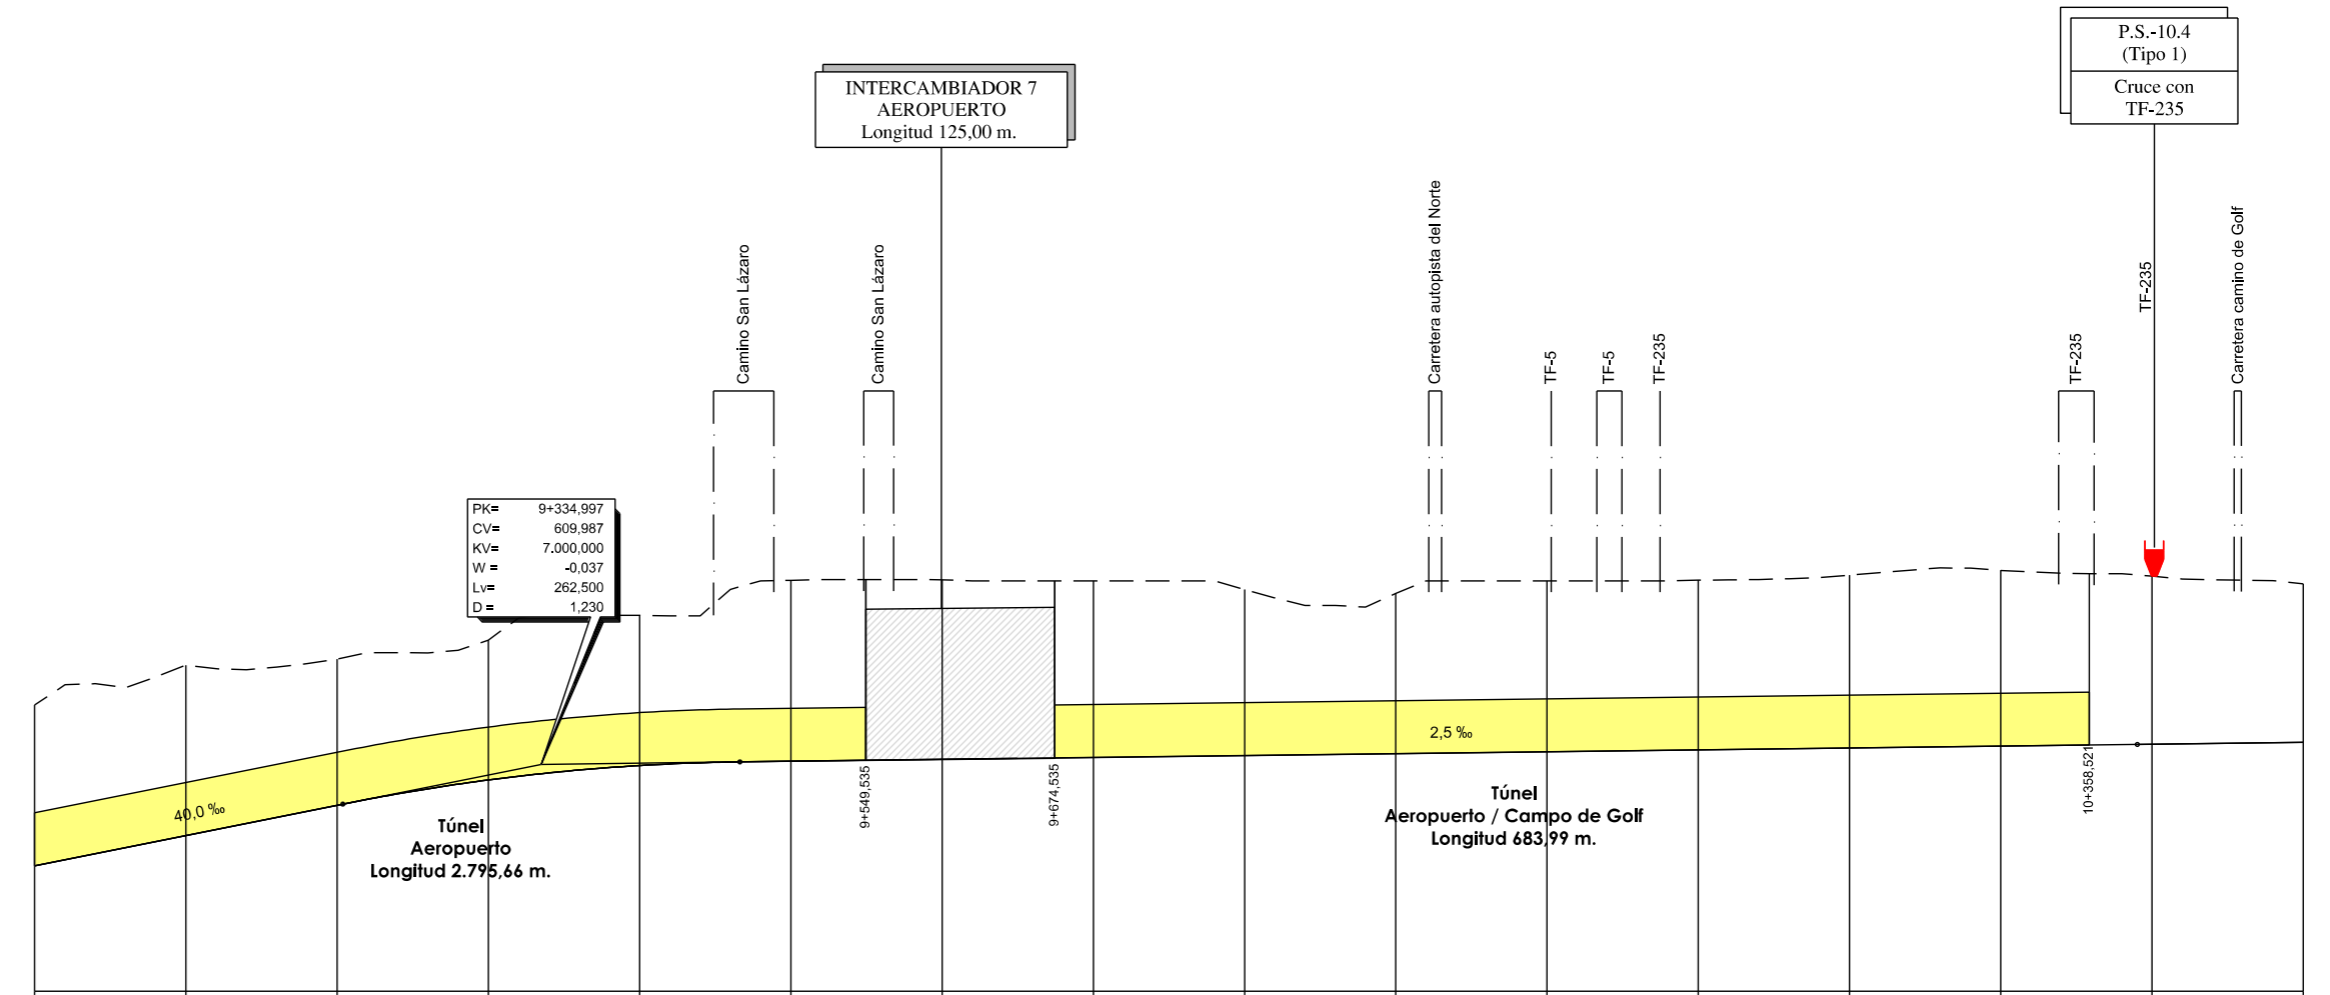 P.S.-10.4
(Tipo 1)
Cruce con
TF-235
INTERCAMBIADOR 7
AEROPUERTO
Longitud 125,00 m.
Camino San Lázaro
Camino San Lázaro
Carretera autopista del Norte
TF-5
TF-5
TF-235
TF-235
TF-235
Carretera camino de Golf
PK= 9+334,997
CV= 609,987
KV= 7.000,000
W = -0,037
Lv= 262,500
D = 1,230
40,0 ‰
2,5 ‰
9+549,535
9+674,535
10+358,521
Túnel
Aeropuerto
Longitud 2.795,66 m.
Túnel
Aeropuerto / Campo de Golf
Longitud 683,99 m.